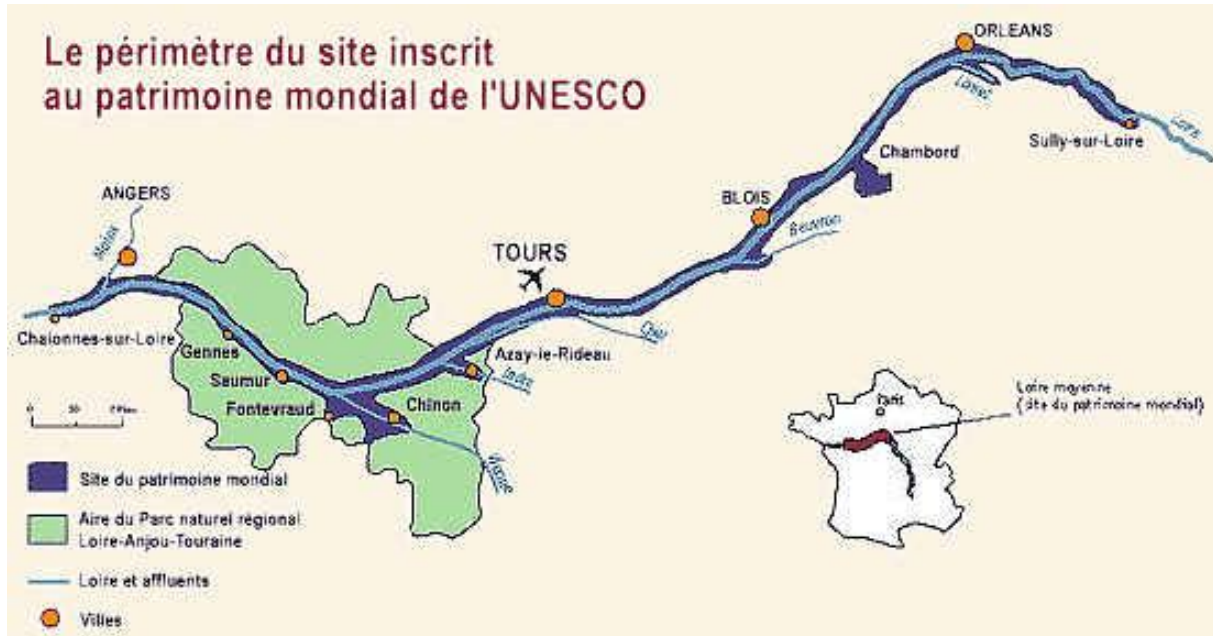 Le périmètre du site inscrit
au patrimoine mondial de l'UNESCO
ORLEANS
Loiret
Loire
Sully-sur-Loire
Chambord
BLOIS
Beuvron
ANGERS
Maine
TOURS
Cher
Chalonnes-sur-Loire
Gennes
Azay-le-Rideau
Indre
Saumur
Fontevraud
Chinon
Vienne
0
Loire moyenne
(site du patrimoine mondial)
Paris
Site du patrimoine mondial
Aire du Parc naturel régional
Loire-Anjou-Touraine
Loire et affluents
Villes